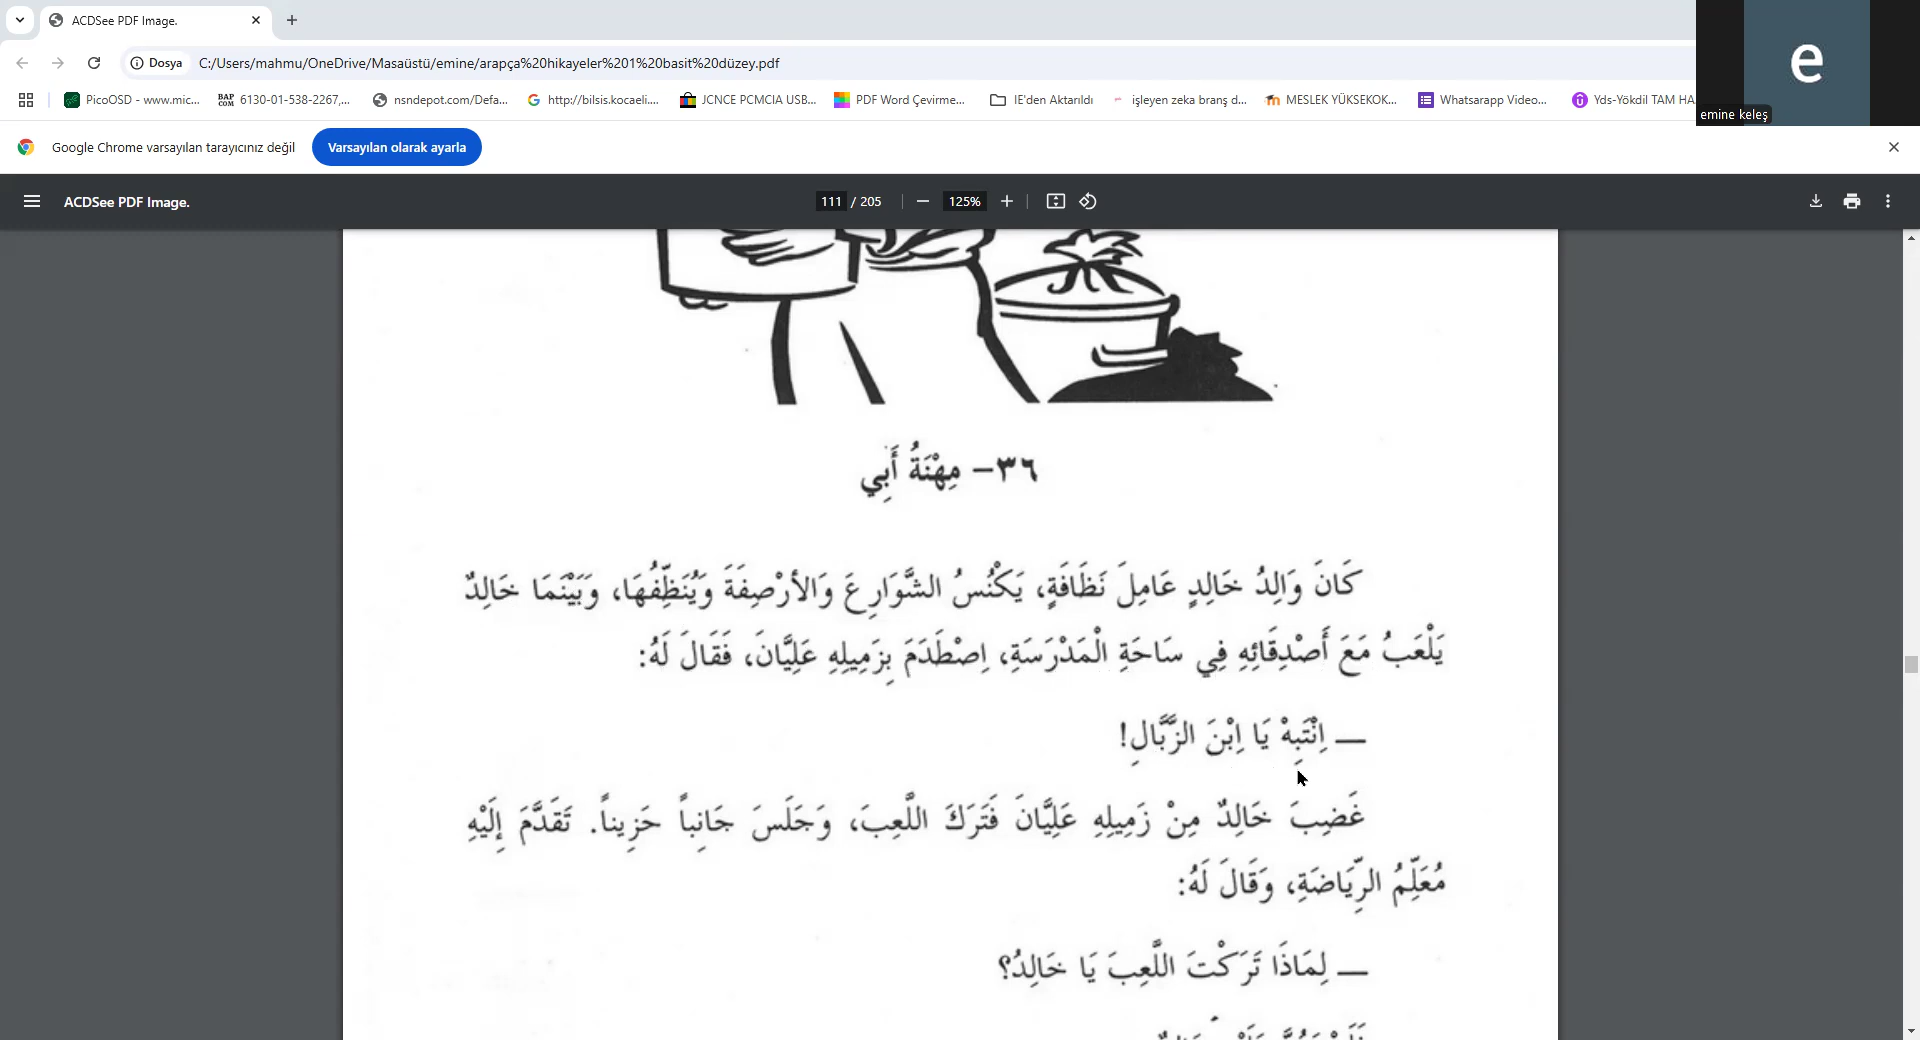 ACDSee PDF Image.
Dosya
C:/Users/mahmu/OneDrive/Masaüstü/emine/arapça%20hikayeler%201%20basit%20düzey.pdf
e
PicoOSD - www.mic... BAP COM 6130-01-538-2267,... nsndepot.com/Defa... http://bilsis.kocaeli.... JCNCE PCMCIA USB... PDF Word Çevirme... IE'den Aktarıldı işleyen zeka branş d... MESLEK YÜKSEKOK... Whatsarapp Video... Yds-Yökdil TAM HA
emine keleş
Google Chrome varsayılan tarayıcınız değil Varsayılan olarak ayarla
ACDSee PDF Image. 111 / 205 125%
٣٦- مِهْنَةُ أَبِي
كَانَ وَالِدُ خَالِدٍ عَامِلَ نَظَافَةٍ، يَكْنُسُ الشَّوَارِعَ وَالأَرْصِفَةَ وَيُنَظِّفُهَا، وَبَيْنَمَا خَالِدٌ
يَلْعَبُ مَعَ أَصْدِقَائِهِ فِي سَاحَةِ الْمَدْرَسَةِ، اِصْطَدَمَ بِزَمِيلِهِ عَلِيَّانَ، فَقَالَ لَهُ:
— اِنْتَبِهْ يَا اِبْنَ الزَّبَّالِ!
غَضِبَ خَالِدٌ مِنْ زَمِيلِهِ عَلِيَّانَ فَتَرَكَ اللَّعِبَ، وَجَلَسَ جَانِباً حَزِيناً. تَقَدَّمَ إِلَيْهِ
مُعَلِّمُ الرِّيَاضَةِ، وَقَالَ لَهُ:
— لِمَاذَا تَرَكْتَ اللَّعِبَ يَا خَالِدُ؟